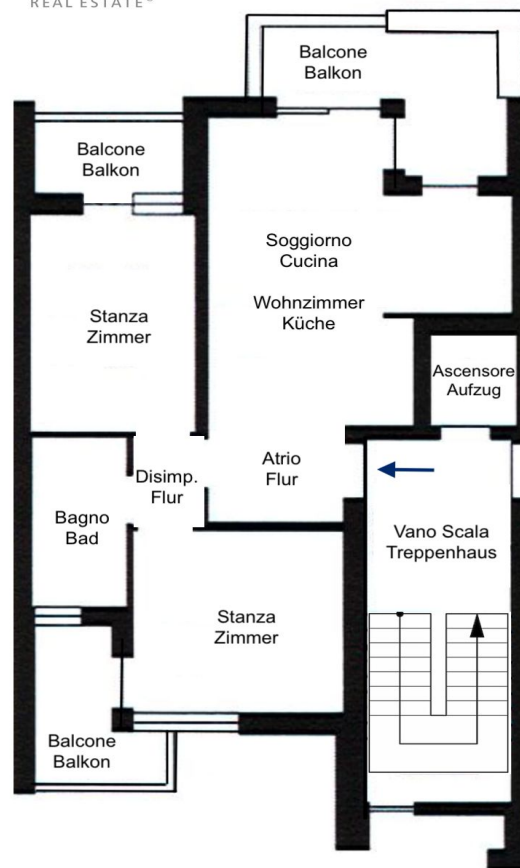 REAL ESTATE®
Balcone
Balkon
Balcone
Balkon
Soggiorno
Cucina
Wohnzimmer
Küche
Stanza
Zimmer
Ascensore
Aufzug
Disimp.
Flur
Atrio
Flur
Bagno
Bad
Vano Scala
Treppenhaus
Stanza
Zimmer
Balcone
Balkon